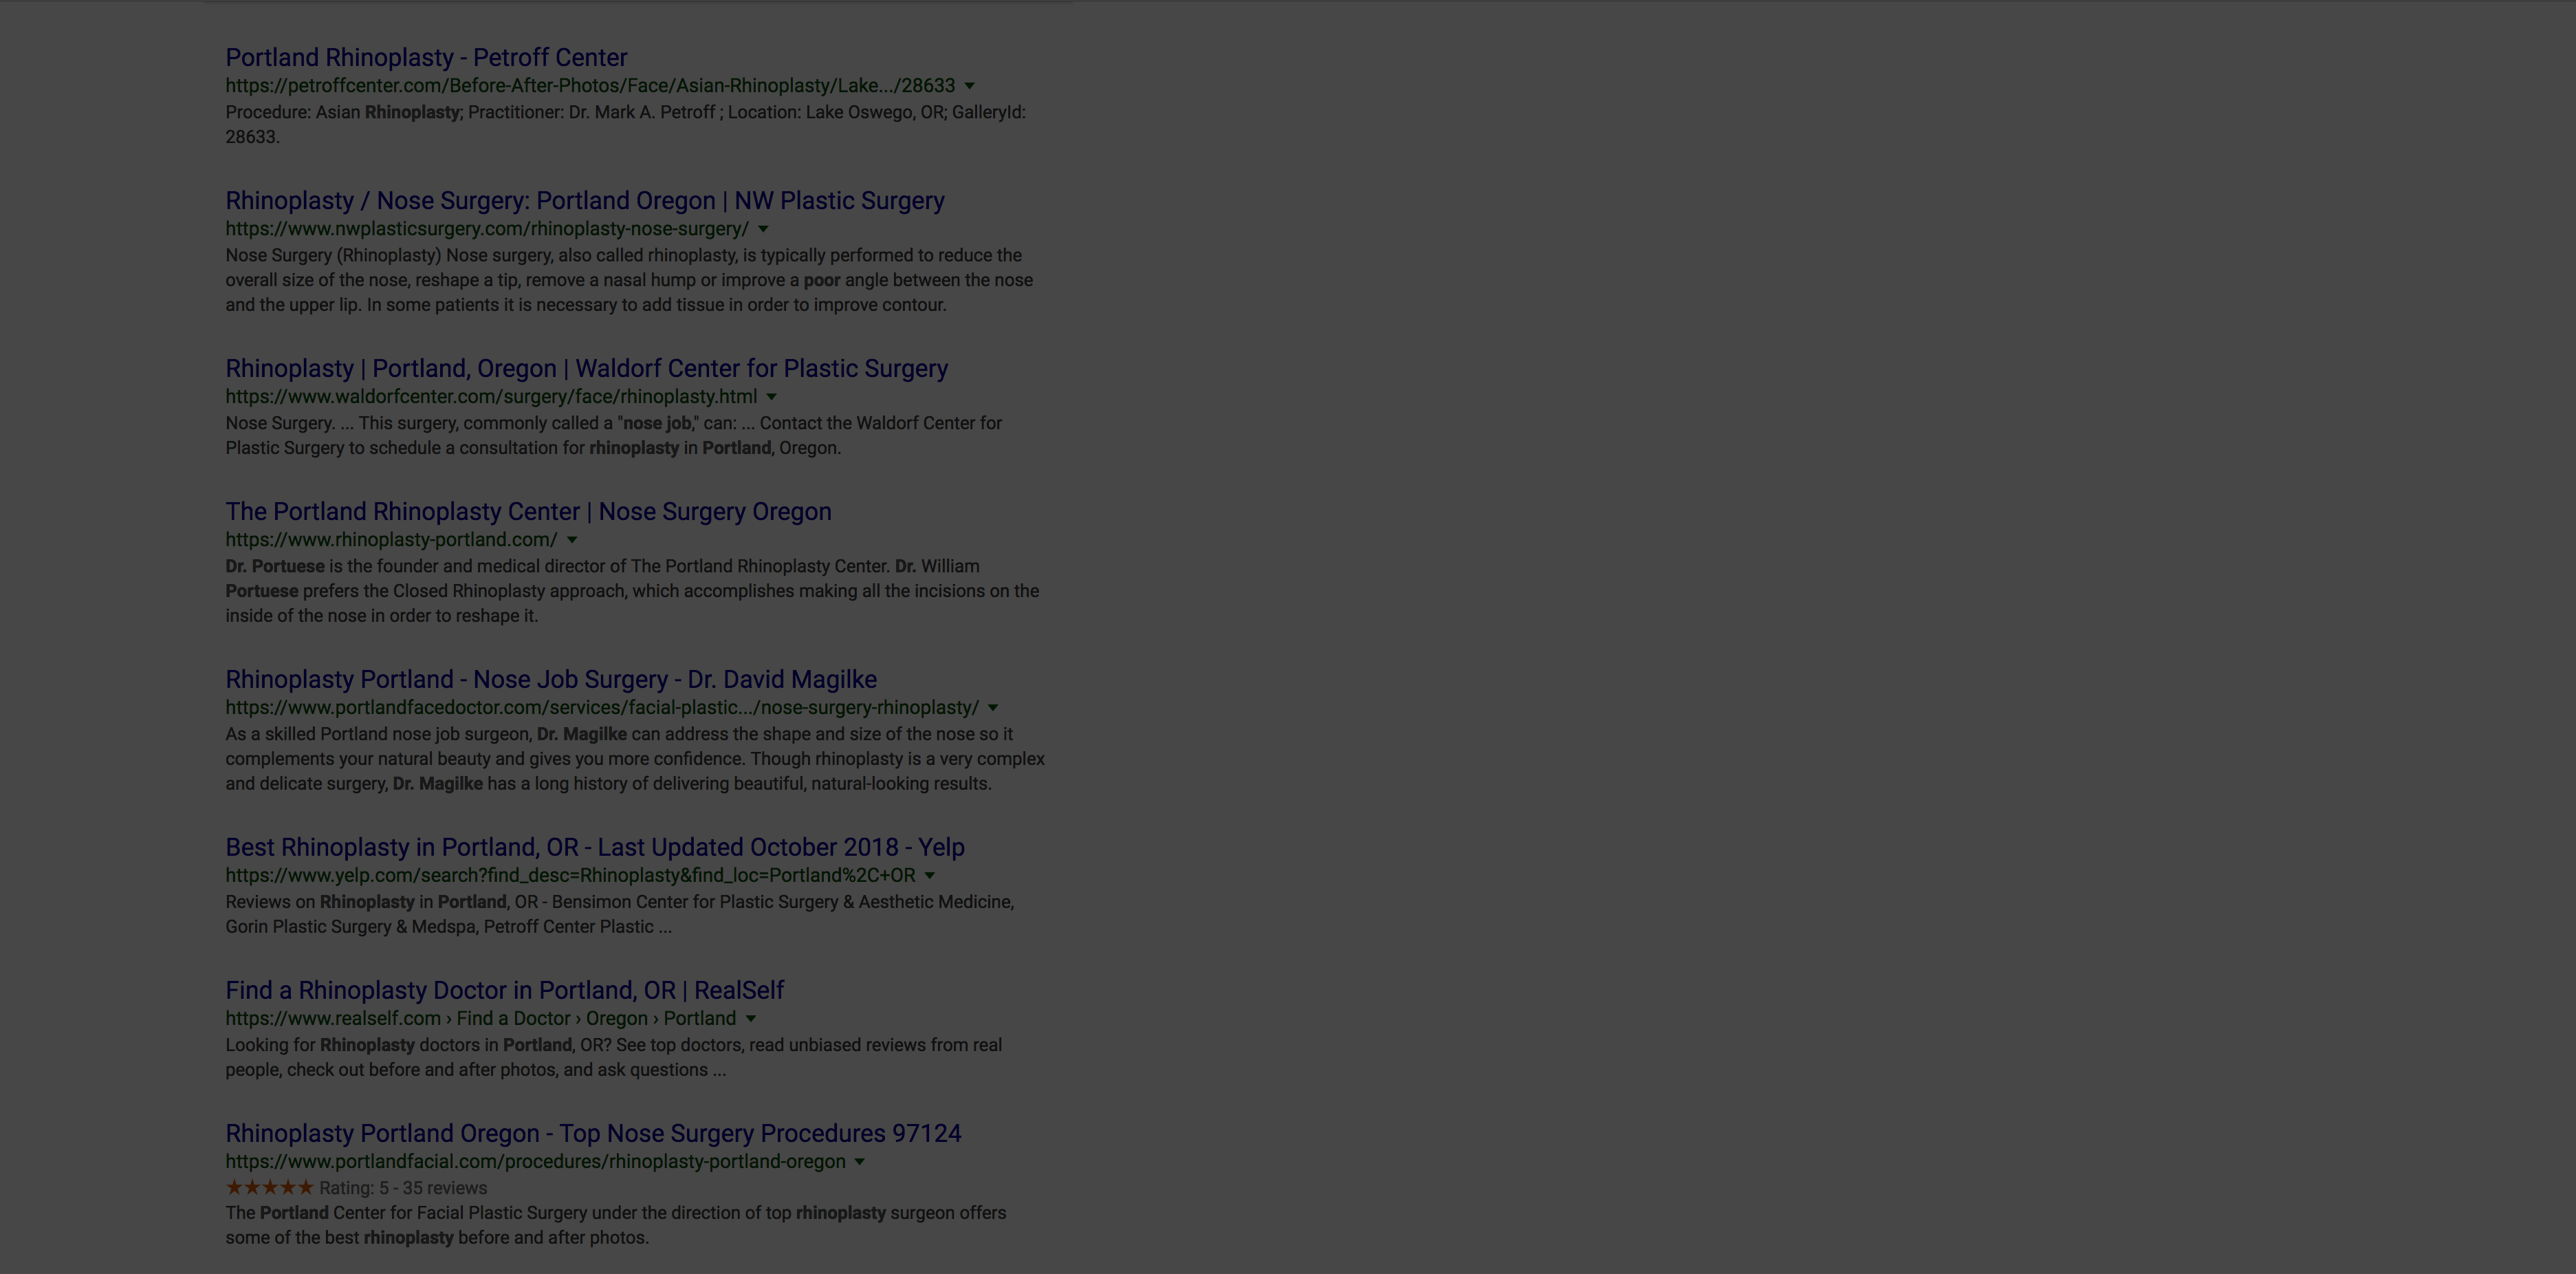 Portland Rhinoplasty - Petroff Center
https://petroffcenter.com/Before-After-Photos/Face/Asian-Rhinoplasty/Lake.../28633
Procedure: Asian Rhinoplasty; Practitioner: Dr. Mark A. Petroff ; Location: Lake Oswego, OR; GalleryId:
28633.
Rhinoplasty / Nose Surgery: Portland Oregon | NW Plastic Surgery
https://www.nwplasticsurgery.com/rhinoplasty-nose-surgery/
Nose Surgery (Rhinoplasty) Nose surgery, also called rhinoplasty, is typically performed to reduce the
overall size of the nose, reshape a tip, remove a nasal hump or improve a poor angle between the nose
and the upper lip. In some patients it is necessary to add tissue in order to improve contour.
Rhinoplasty | Portland, Oregon | Waldorf Center for Plastic Surgery
https://www.waldorfcenter.com/surgery/face/rhinoplasty.html
Nose Surgery. ... This surgery, commonly called a "nose job," can: ... Contact the Waldorf Center for
Plastic Surgery to schedule a consultation for rhinoplasty in Portland, Oregon.
The Portland Rhinoplasty Center | Nose Surgery Oregon
https://www.rhinoplasty-portland.com/
Dr. Portuese is the founder and medical director of The Portland Rhinoplasty Center. Dr. William
Portuese prefers the Closed Rhinoplasty approach, which accomplishes making all the incisions on the
inside of the nose in order to reshape it.
Rhinoplasty Portland - Nose Job Surgery - Dr. David Magilke
https://www.portlandfacedoctor.com/services/facial-plastic.../nose-surgery-rhinoplasty/
As a skilled Portland nose job surgeon, Dr. Magilke can address the shape and size of the nose so it
complements your natural beauty and gives you more confidence. Though rhinoplasty is a very complex
and delicate surgery, Dr. Magilke has a long history of delivering beautiful, natural-looking results.
Best Rhinoplasty in Portland, OR - Last Updated October 2018 - Yelp
https://www.yelp.com/search?find_desc=Rhinoplasty&find_loc=Portland%2C+OR
Reviews on Rhinoplasty in Portland, OR - Bensimon Center for Plastic Surgery & Aesthetic Medicine,
Gorin Plastic Surgery & Medspa, Petroff Center Plastic ...
Find a Rhinoplasty Doctor in Portland, OR | RealSelf
https://www.realself.com › Find a Doctor › Oregon › Portland
Looking for Rhinoplasty doctors in Portland, OR? See top doctors, read unbiased reviews from real
people, check out before and after photos, and ask questions ...
Rhinoplasty Portland Oregon - Top Nose Surgery Procedures 97124
https://www.portlandfacial.com/procedures/rhinoplasty-portland-oregon
★★★★★ Rating: 5 - 35 reviews
The Portland Center for Facial Plastic Surgery under the direction of top rhinoplasty surgeon offers
some of the best rhinoplasty before and after photos.